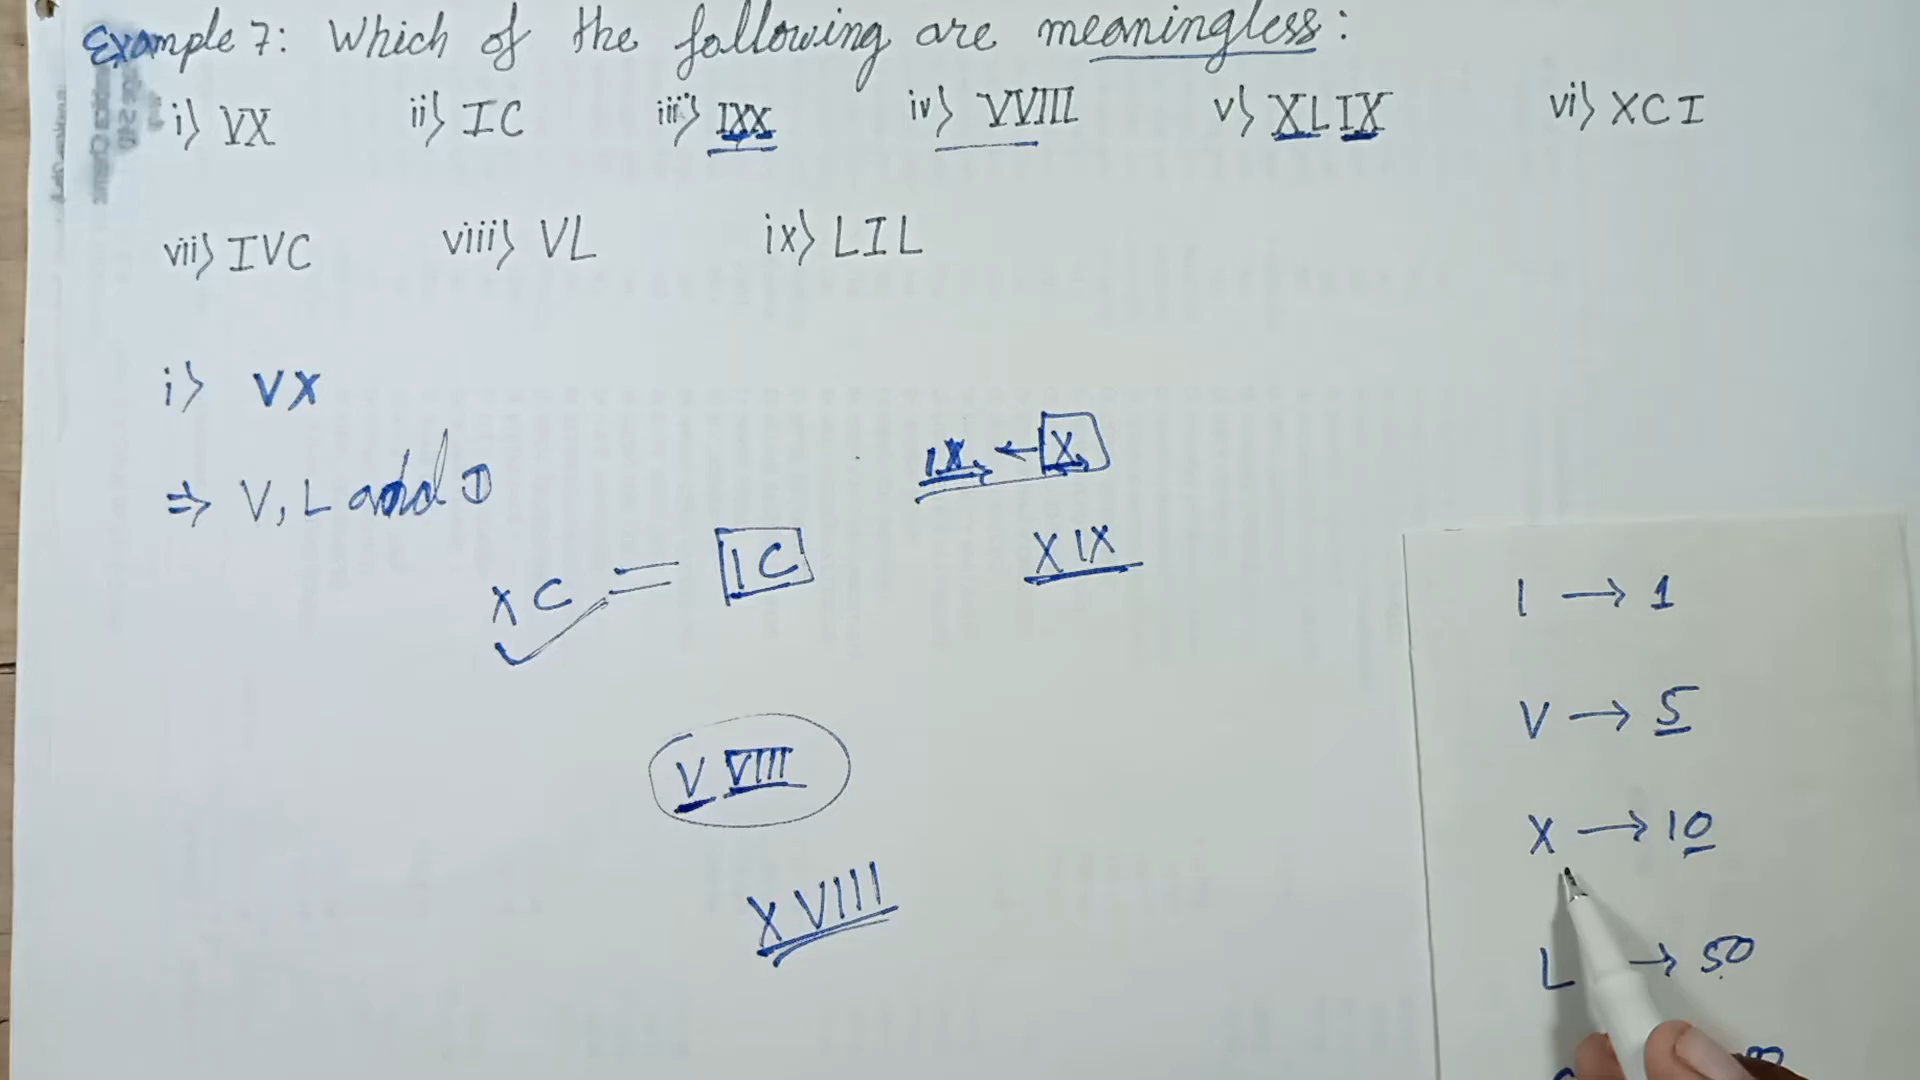 Example 7: Which of the following are meaningless:
i) VX ii) IC iii) IXX iv) VVIII v) XLIX vi) XCI
vii) IVC viii) VL ix) LIL
i) VX
IX ← X
⇒ V, L and D
XC = IC
XIX
V VIII
XVIII
I → 1
V → 5
X → 10
L → 50